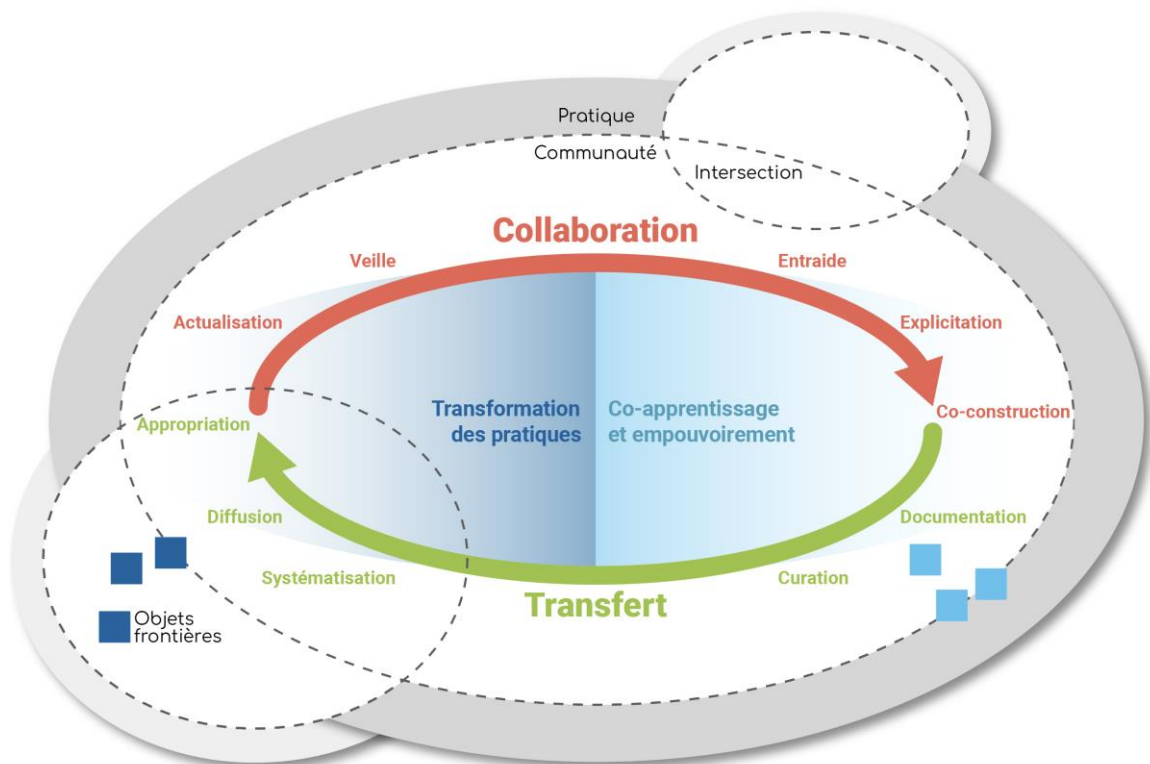 Pratique
Communauté
Intersection
Collaboration
Veille
Entraide
Actualisation
Explicitation
Transformation
des pratiques
Co-apprentissage
et empouvoirement
Appropriation
Co-construction
Diffusion
Documentation
Systématisation
Curation
Transfert
Objets
frontières